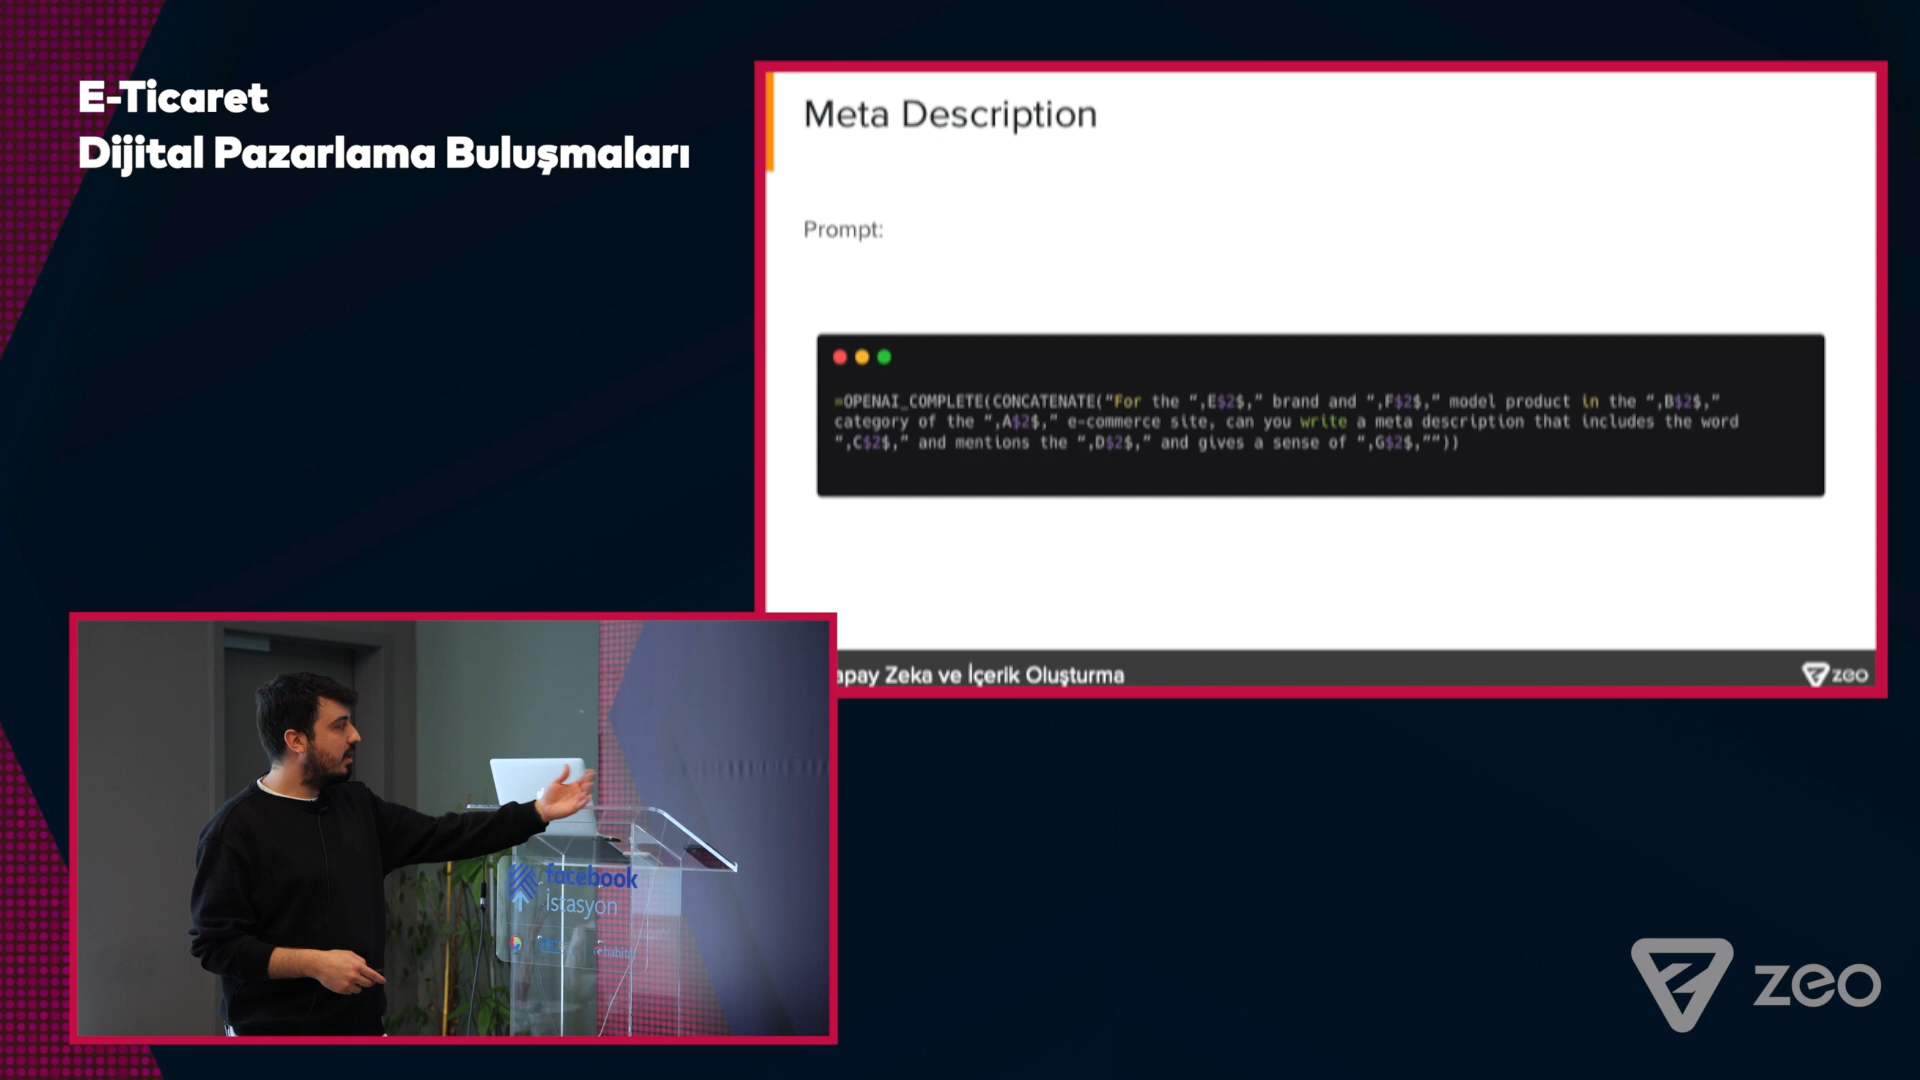 E-Ticaret
Dijital Pazarlama Buluşmaları
Meta Description
Prompt:
=OPENAI_COMPLETE(CONCATENATE(“For the “,E$2$,” brand and “,F$2$,” model product in the “,B$2$,”
category of the “,A$2$,” e-commerce site, can you write a meta description that includes the word
“,C$2$,” and mentions the “,D$2$,” and gives a sense of “,G$2$,””))
apay Zeka ve İçerik Oluşturma
zeo
facebook
İstasyon
zeo